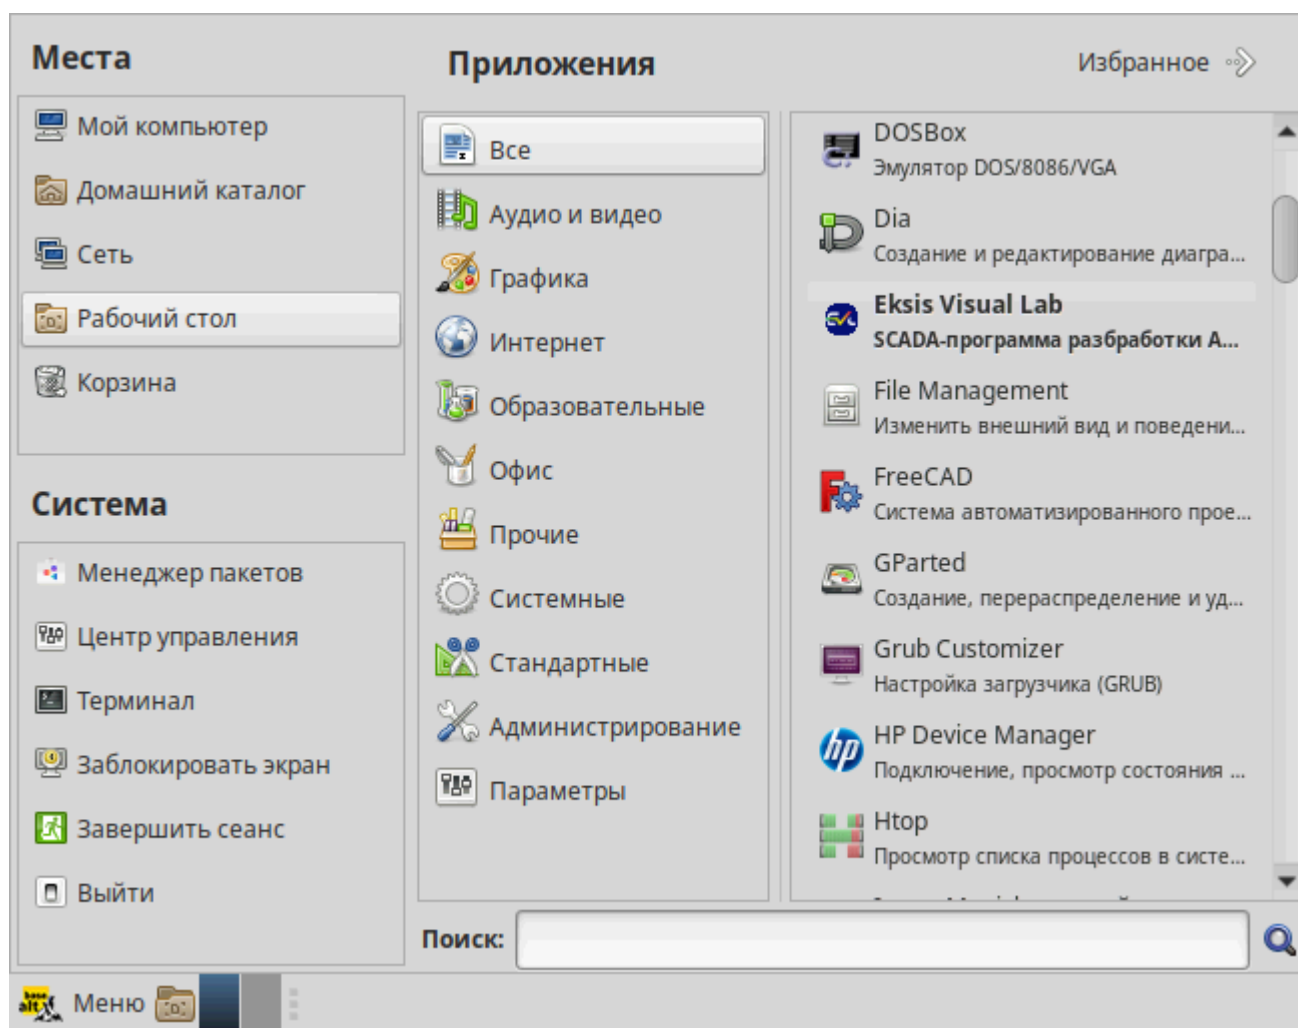 Места
Мой компьютер
Домашний каталог
Сеть
Рабочий стол
Корзина
Система
Менеджер пакетов
Центр управления
Терминал
Заблокировать экран
Завершить сеанс
Выйти
Приложения
Все
Аудио и видео
Графика
Интернет
Образовательные
Офис
Прочие
Системные
Стандартные
Администрирование
Параметры
Избранное
DOSBox
Эмулятор DOS/8086/VGA
Dia
Создание и редактирование диагра...
Eksis Visual Lab
SCADA-программа разбработки А...
File Management
Изменить внешний вид и поведени...
FreeCAD
Система автоматизированного прое...
GParted
Создание, перераспределение и уд...
Grub Customizer
Настройка загрузчика (GRUB)
HP Device Manager
Подключение, просмотр состояния ...
Htop
Просмотр списка процессов в систе...
Поиск:
base
alt
Меню